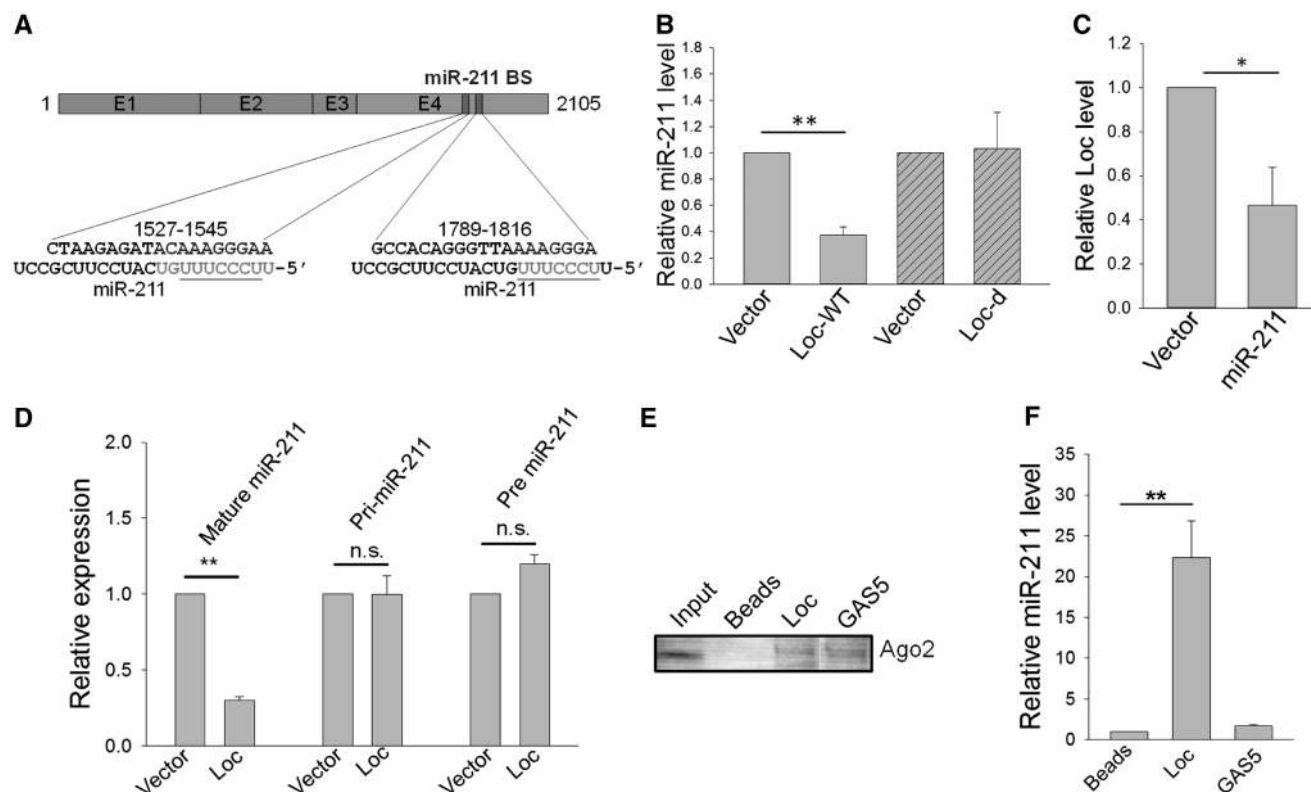 A
miR-211 BS
1 E1 E2 E3 E4 2105
1527-1545
CTAAGAGATACAAAGGGAA
UCCGCUUCCUACUGUUUCCCUU-5'
miR-211
1789-1816
GCCACAGGGTTAAAAGGGA
UCCGCUUCCUACUGUUUCCCUU-5'
miR-211
B
Relative miR-211 level
1.8
1.6
1.4
1.2
1.0
0.8
0.6
0.4
0.2
0.0
**
Vector
Loc-WT
Vector
Loc-d
C
Relative Loc level
1.2
1.0
0.8
0.6
0.4
0.2
0.0
*
Vector
miR-211
D
Relative expression
2.0
1.5
1.0
0.5
0.0
Mature miR-211
**
Pri-miR-211
n.s.
Pre miR-211
n.s.
Vector
Loc
Vector
Loc
Vector
Loc
E
Input
Beads
Loc
GAS5
Ago2
F
Relative miR-211 level
35
30
25
20
15
10
5
0
**
Beads
Loc
GAS5